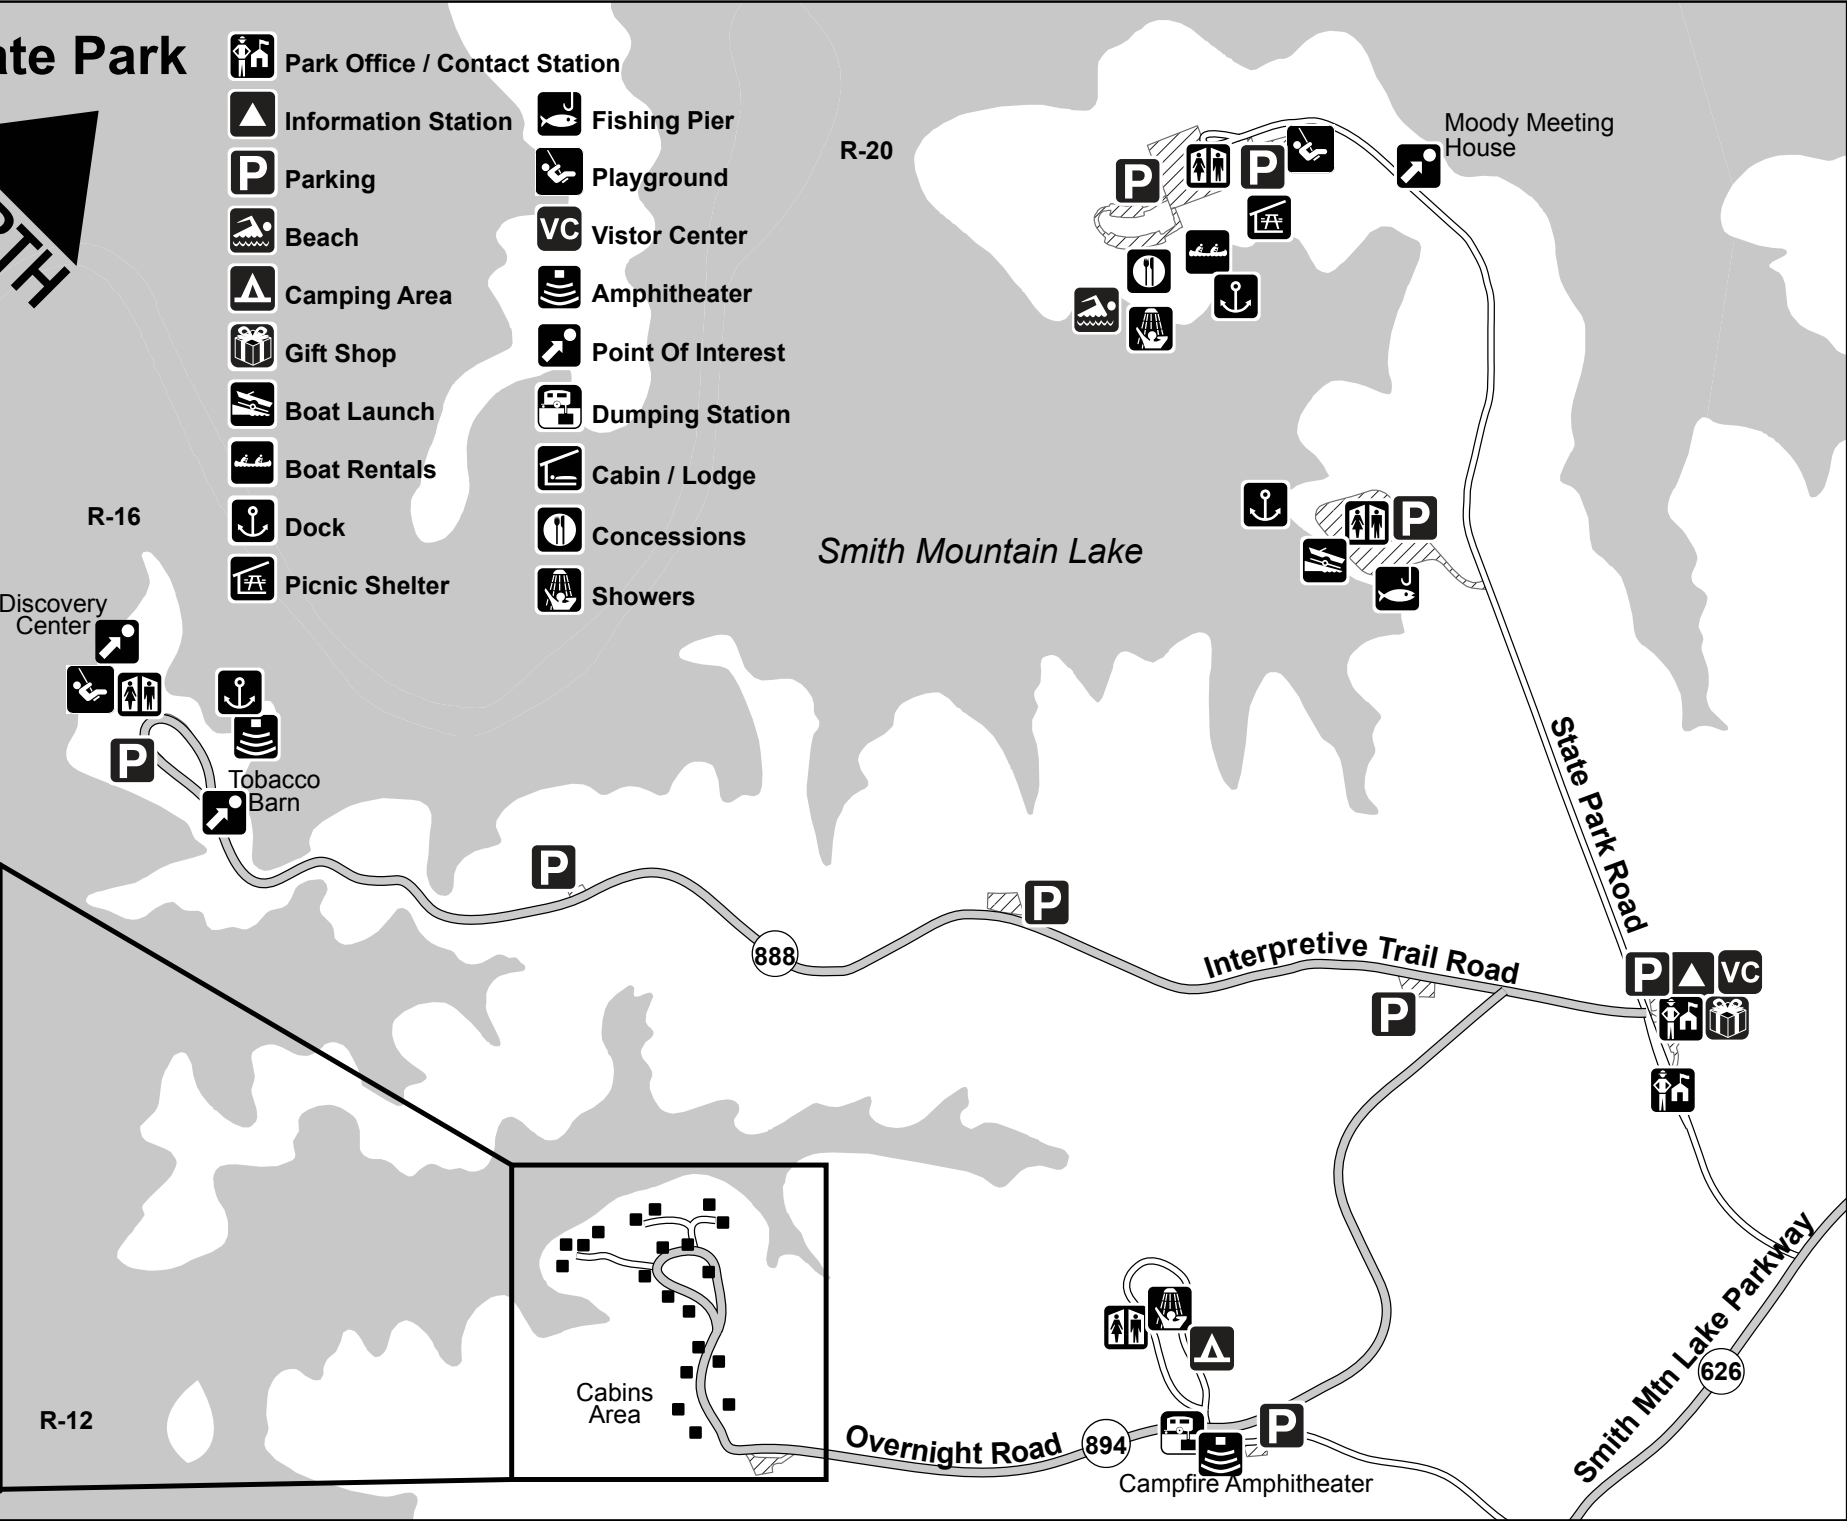 ate Park
RTH
Park Office / Contact Station
Information Station
Parking
Beach
Camping Area
Gift Shop
Boat Launch
Boat Rentals
Dock
Picnic Shelter
Fishing Pier
Playground
VC Vistor Center
Amphitheater
Point Of Interest
Dumping Station
Cabin / Lodge
Concessions
Showers
P
R-20
Moody Meeting
House
P
P
R-16
Smith Mountain Lake
P
Discovery
Center
P
Tobacco
Barn
State Park Road
P
888
P
Interpretive Trail Road
P
P
VC
Cabins
Area
R-12
Overnight Road
894
P
Campfire Amphitheater
Smith Mtn Lake Parkway
626